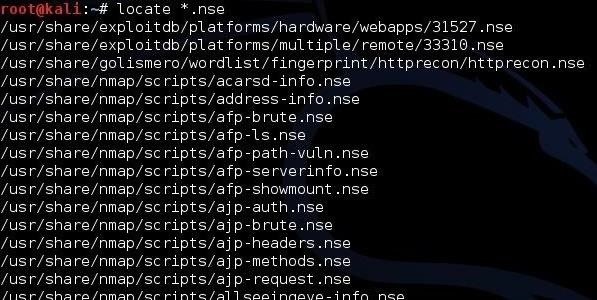 root@kali:~# locate *.nse
/usr/share/exploitdb/platforms/hardware/webapps/31527.nse
/usr/share/exploitdb/platforms/multiple/remote/33310.nse
/usr/share/golismero/wordlist/fingerprint/httprecon/httprecon.nse
/usr/share/nmap/scripts/acarsd-info.nse
/usr/share/nmap/scripts/address-info.nse
/usr/share/nmap/scripts/afp-brute.nse
/usr/share/nmap/scripts/afp-ls.nse
/usr/share/nmap/scripts/afp-path-vuln.nse
/usr/share/nmap/scripts/afp-serverinfo.nse
/usr/share/nmap/scripts/afp-showmount.nse
/usr/share/nmap/scripts/ajp-auth.nse
/usr/share/nmap/scripts/ajp-brute.nse
/usr/share/nmap/scripts/ajp-headers.nse
/usr/share/nmap/scripts/ajp-methods.nse
/usr/share/nmap/scripts/ajp-request.nse
/usr/share/nmap/scripts/allseeingeye-info.nse